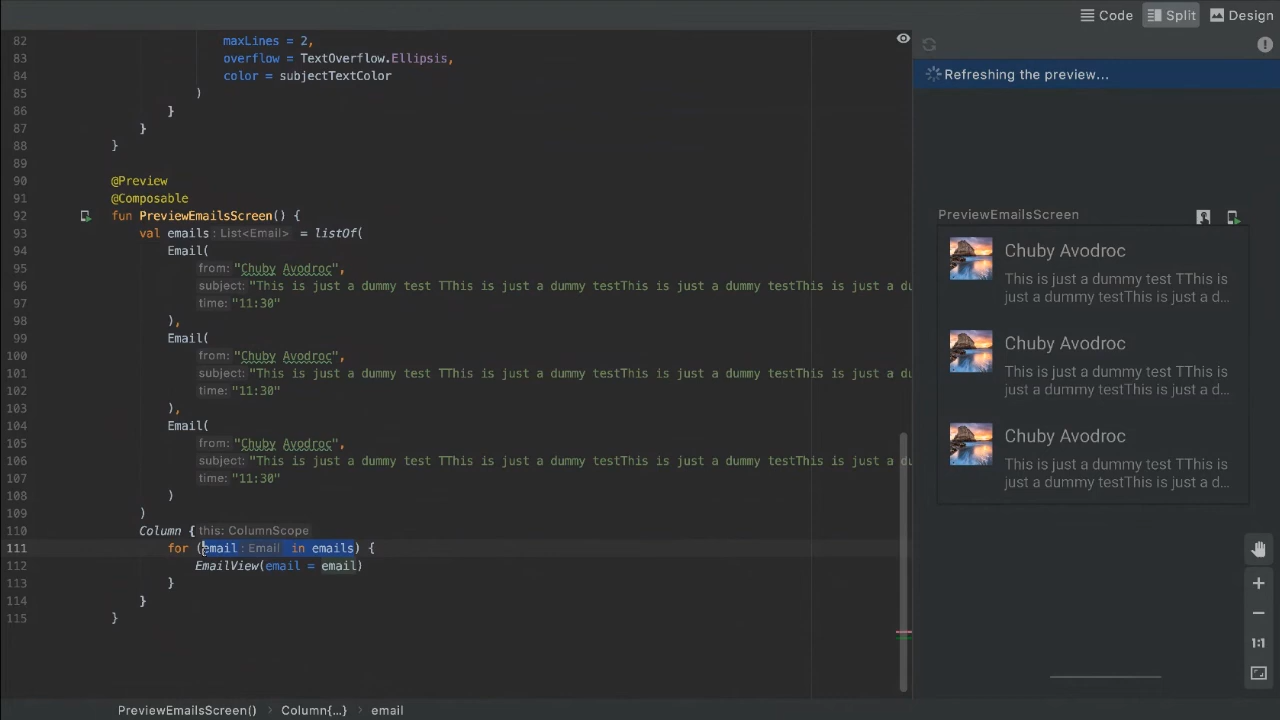 Code Split Design
82 maxLines = 2,
83 overflow = TextOverflow.Ellipsis,
84 color = subjectTextColor
85 )
86 }
87 }
88 }
89
90 @Preview
91 @Composable
92 fun PreviewEmailsScreen() {
93 val emails : List<Email> = listOf(
94 Email(
95 from: "Chuby Avodroc",
96 subject: "This is just a dummy test TThis is just a dummy testThis is just a dummy testThis is just a du
97 time: "11:30"
98 ),
99 Email(
100 from: "Chuby Avodroc",
101 subject: "This is just a dummy test TThis is just a dummy testThis is just a dummy testThis is just a du
102 time: "11:30"
103 ),
104 Email(
105 from: "Chuby Avodroc",
106 subject: "This is just a dummy test TThis is just a dummy testThis is just a dummy testThis is just a du
107 time: "11:30"
108 )
109 )
110 Column { this: ColumnScope
111 for (email : Email in emails) {
112 EmailView(email = email)
113 }
114 }
115 }
PreviewEmailsScreen() > Column{...} > email
Refreshing the preview...
PreviewEmailsScreen
Chuby Avodroc
This is just a dummy test TThis is
just a dummy testThis is just a d...
Chuby Avodroc
This is just a dummy test TThis is
just a dummy testThis is just a d...
Chuby Avodroc
This is just a dummy test TThis is
just a dummy testThis is just a d...
1:1